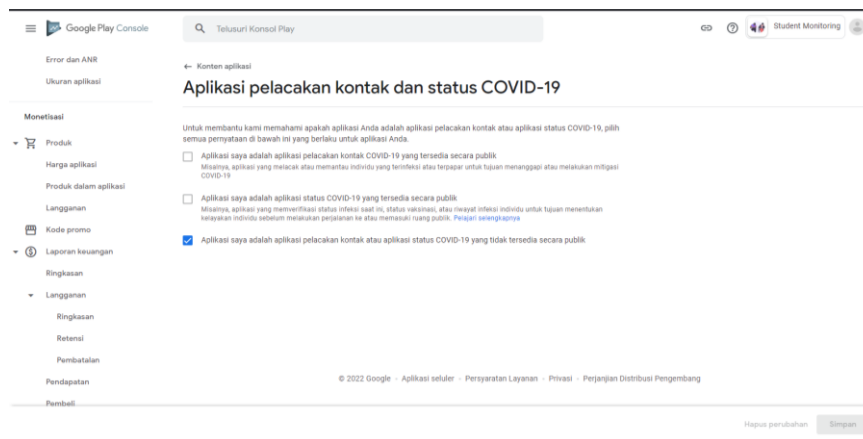 Google Play Console
Telusuri Konsol Play
Student Monitoring
Error dan ANR
Ukuran aplikasi
Monetisasi
Produk
Harga aplikasi
Produk dalam aplikasi
Langganan
Kode promo
Laporan keuangan
Ringkasan
Langganan
Ringkasan
Retensi
Pembatalan
Pendapatan
Pembeli
← Konten aplikasi
Aplikasi pelacakan kontak dan status COVID-19
Untuk membantu kami memahami apakah aplikasi Anda adalah aplikasi pelacakan kontak atau aplikasi status COVID-19, pilih
semua pernyataan di bawah ini yang berlaku untuk aplikasi Anda.
Aplikasi saya adalah aplikasi pelacakan kontak COVID-19 yang tersedia secara publik
Misalnya, aplikasi yang melacak atau memantau individu yang terinfeksi atau terpapar untuk tujuan menanggapi atau melakukan mitigasi
COVID-19
Aplikasi saya adalah aplikasi status COVID-19 yang tersedia secara publik
Misalnya, aplikasi yang memverifikasi status infeksi saat ini, status vaksinasi, atau riwayat infeksi individu untuk tujuan menentukan
kelayakan individu sebelum melakukan perjalanan ke atau memasuki ruang publik. Pelajari selengkapnya
Aplikasi saya adalah aplikasi pelacakan kontak atau aplikasi status COVID-19 yang tidak tersedia secara publik
© 2022 Google · Aplikasi seluler · Persyaratan Layanan · Privasi · Perjanjian Distribusi Pengembang
Hapus perubahan
Simpan